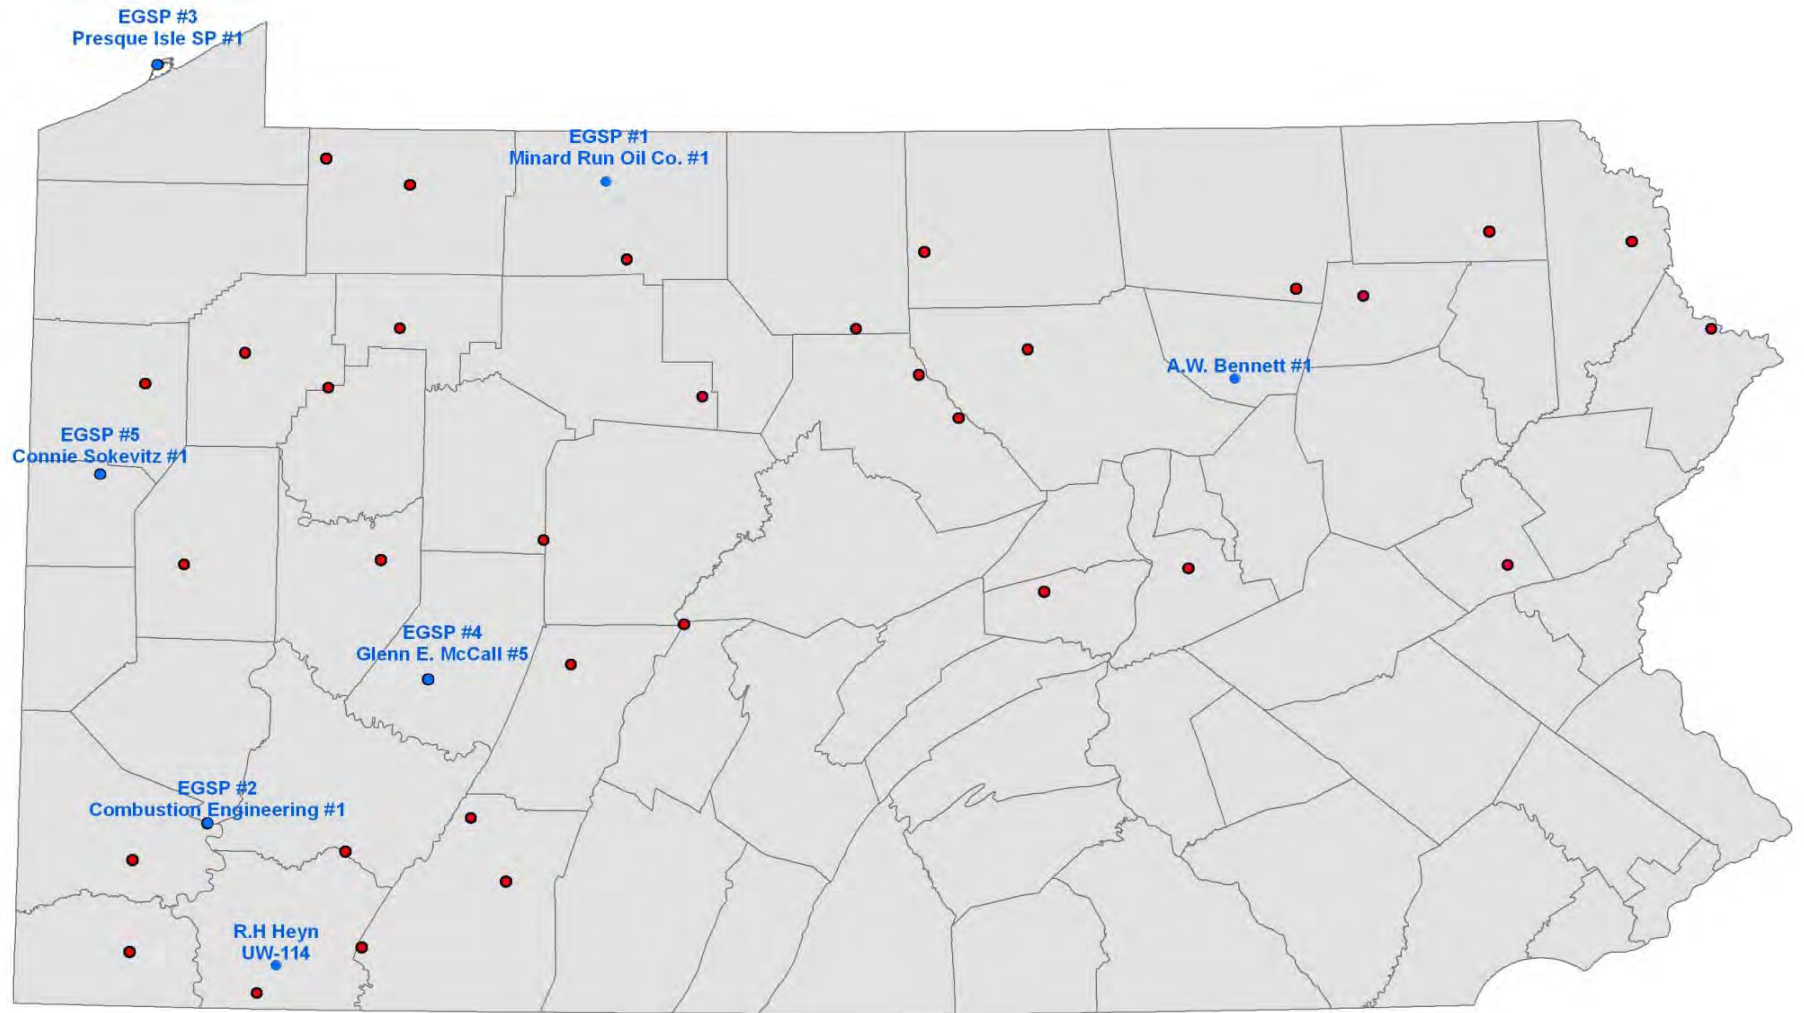 EGSP #3
Presque Isle SP #1
EGSP #1
Minard Run Oil Co. #1
A.W. Bennett #1
EGSP #5
Connie Sokevitz #1
EGSP #4
Glenn E. McCall #5
EGSP #2
Combustion Engineering #1
R.H Heyn
UW-114